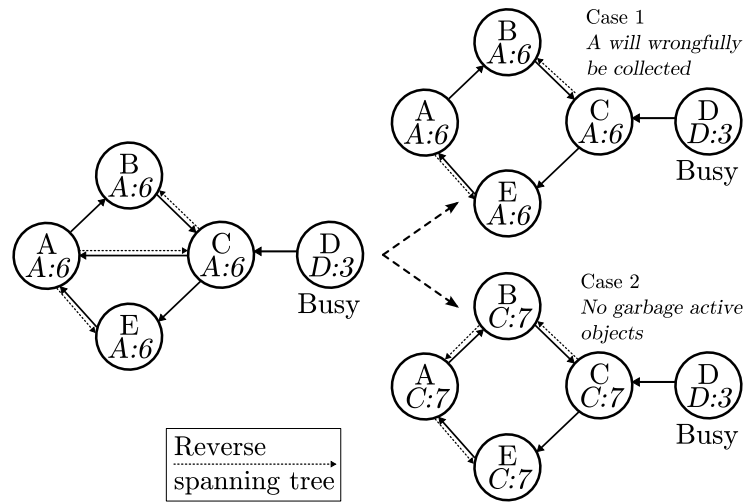 B
A:6
A
A:6
C
A:6
D
D:3
Busy
E
A:6
Reverse
spanning tree
Case 1
A will wrongfully
be collected
B
A:6
A
A:6
C
A:6
D
D:3
Busy
E
A:6
Case 2
No garbage active
objects
B
C:7
A
C:7
C
C:7
D
D:3
Busy
E
C:7